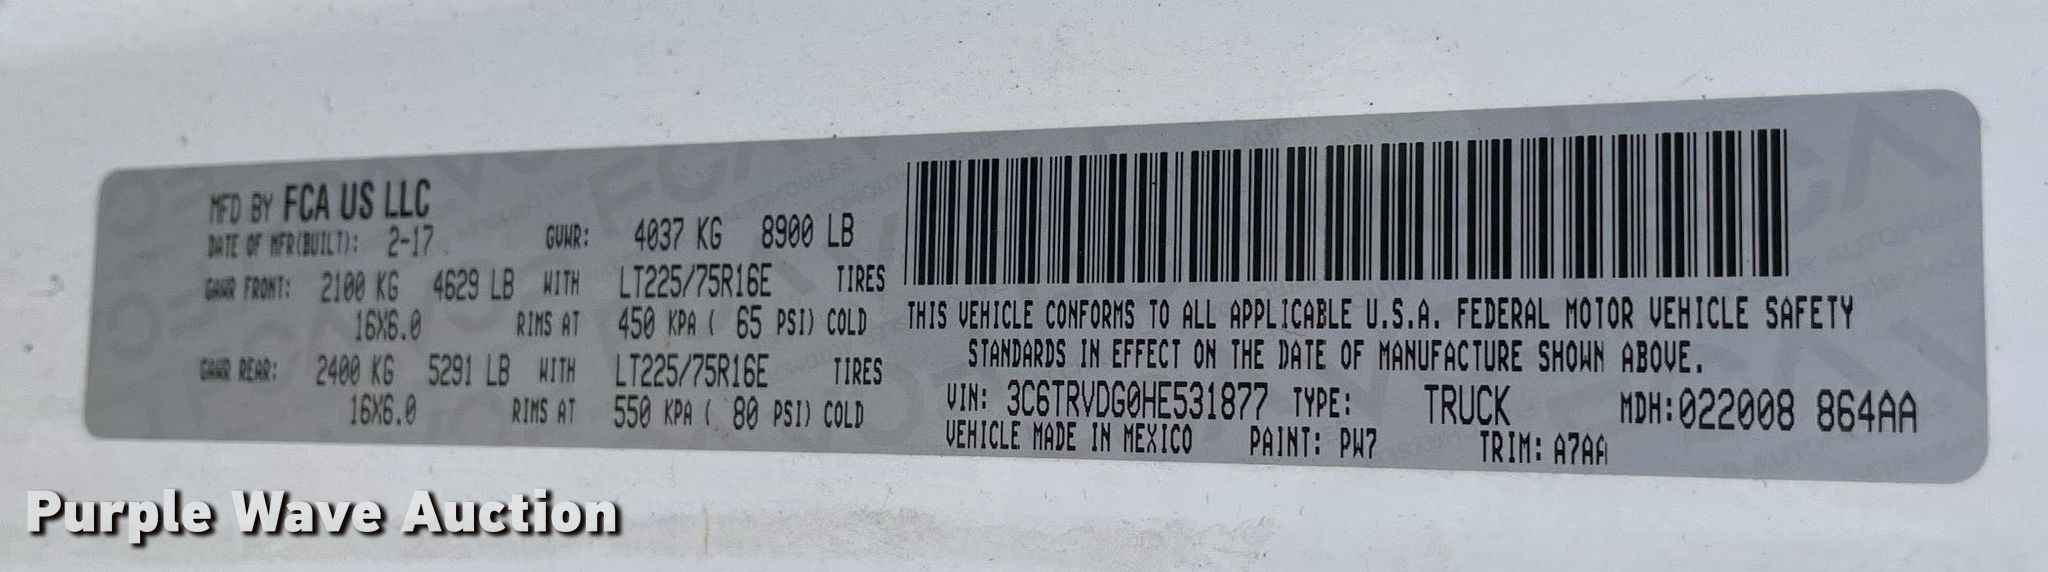 MFD BY FCA US LLC
DATE OF MFR(BUILT): 2-17 GVWR: 4037 KG 8900 LB
GAWR FRONT: 2100 KG 4629 LB WITH LT225/75R16E TIRES
16X6.0 RIMS AT 450 KPA ( 65 PSI) COLD
GAWR REAR: 2400 KG 5291 LB WITH LT225/75R16E TIRES
16X6.0 RIMS AT 550 KPA ( 80 PSI) COLD
THIS VEHICLE CONFORMS TO ALL APPLICABLE U.S.A. FEDERAL MOTOR VEHICLE SAFETY
STANDARDS IN EFFECT ON THE DATE OF MANUFACTURE SHOWN ABOVE.
VIN: 3C6TRVDG0HE531877 TYPE: TRUCK MDH:022008 864AA
VEHICLE MADE IN MEXICO PAINT: PW7 TRIM: A7AA
Purple Wave Auction